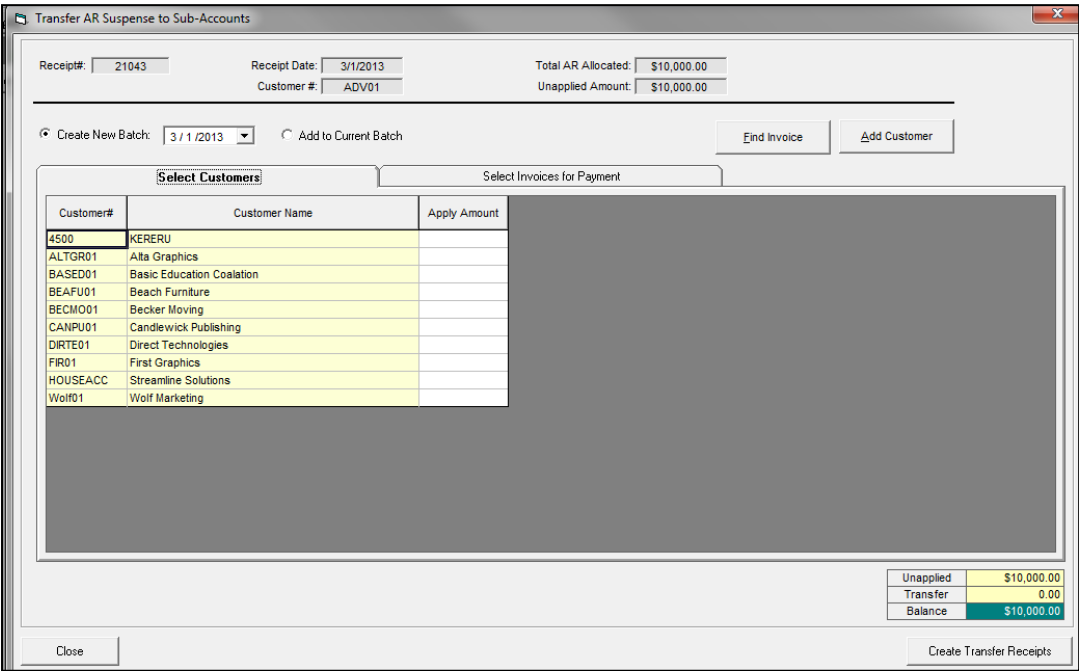 Transfer AR Suspense to Sub-Accounts
Receipt#: 21043 Receipt Date: 3/1/2013 Total AR Allocated: $10,000.00
Customer #: ADV01 Unapplied Amount: $10,000.00
Create New Batch: 3 / 1 /2013 Add to Current Batch Find Invoice Add Customer
Select Customers Select Invoices for Payment
Customer# Customer Name Apply Amount
4500 KERERU
ALTGR01 Alta Graphics
BASED01 Basic Education Coalation
BEAFU01 Beach Furniture
BECMO01 Becker Moving
CANPU01 Candlewick Publishing
DIRTE01 Direct Technologies
FIR01 First Graphics
HOUSEACC Streamline Solutions
Wolf01 Wolf Marketing
Unapplied $10,000.00
Transfer 0.00
Balance $10,000.00
Close Create Transfer Receipts